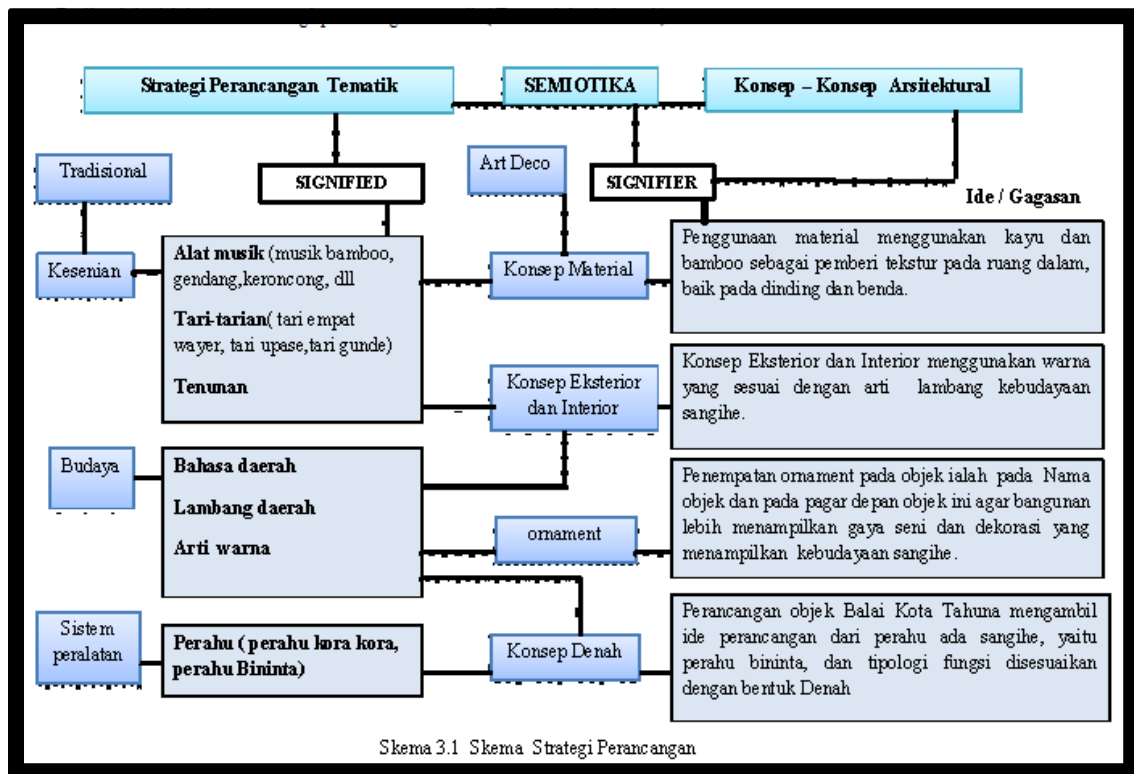 Strategi Perancangan Tematik
SEMIOTIKA
Konsep – Konsep Arsitektural
Tradisional
SIGNIFIED
Art Deco
SIGNIFIER
Ide / Gagasan
Kesenian
Alat musik (musik bamboo,
gendang,keroncong, dll
Tari-tarian( tari empat
wayer, tari upase,tari gunde)
Tenunan
Konsep Material
Penggunaan material menggunakan kayu dan
bamboo sebagai pemberi tekstur pada ruang dalam,
baik pada dinding dan benda.
Konsep Eksterior
dan Interior
Konsep Eksterior dan Interior menggunakan warna
yang sesuai dengan arti lambang kebudayaan
sangihe.
Budaya
Bahasa daerah
Lambang daerah
Arti warna
ornament
Penempatan ornament pada objek ialah pada Nama
objek dan pada pagar depan objek ini agar bangunan
lebih menampilkan gaya seni dan dekorasi yang
menampilkan kebudayaan sangihe.
Sistem
peralatan
Perahu ( perahu kora kora,
perahu Bininta)
Konsep Denah
Perancangan objek Balai Kota Tahuna mengambil
ide perancangan dari perahu ada sangihe, yaitu
perahu bininta, dan tipologi fungsi disesuaikan
dengan bentuk Denah
Skema 3.1 Skema Strategi Perancangan